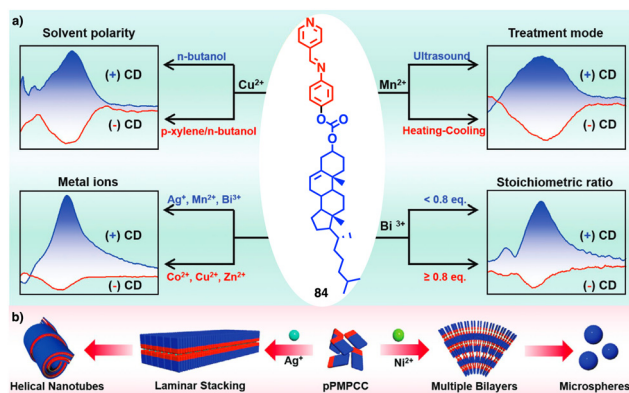 a)
Solvent polarity
Treatment mode
n-butanol
Ultrasound
(+) CD
(+) CD
Cu²⁺
Mn²⁺
p-xylene/n-butanol
Heating-Cooling
(-) CD
(-) CD
N
N
O
O
O
Metal ions
Stoichiometric ratio
Ag⁺, Mn²⁺, Bi³⁺
< 0.8 eq.
(+) CD
(+) CD
Bi ³⁺
Co²⁺, Cu²⁺, Zn²⁺
≥ 0.8 eq.
(-) CD
(-) CD
84
b)
Ag⁺
Ni²⁺
Helical Nanotubes
Laminar Stacking
pPMPCC
Multiple Bilayers
Microspheres